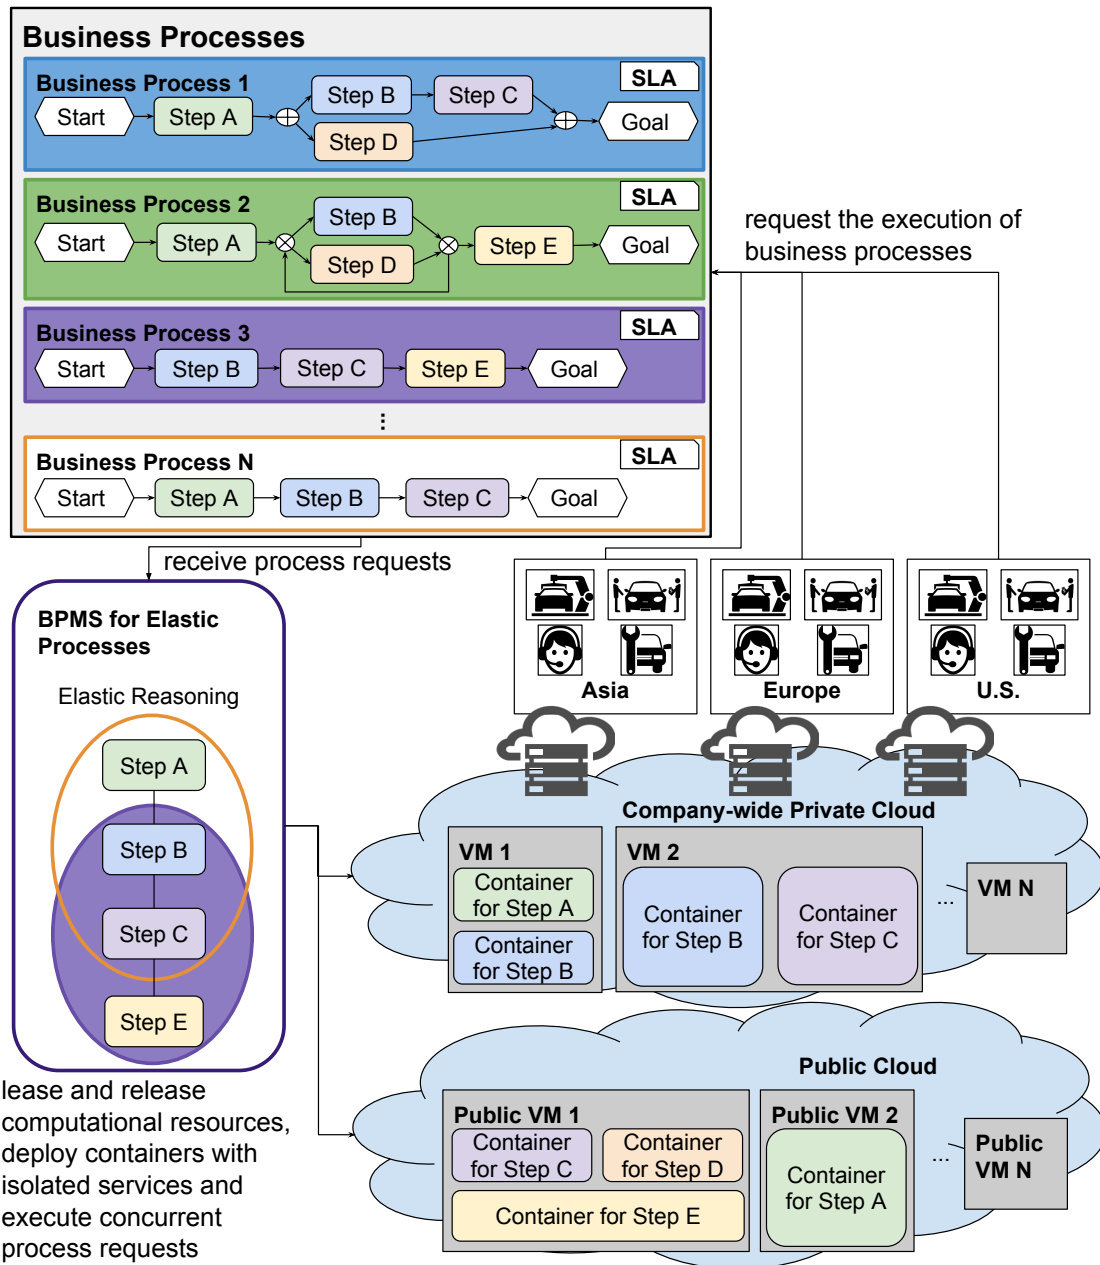 Business Processes
Business Process 1
SLA
Start
Step A
Step B
Step C
Step D
Goal
Business Process 2
SLA
Start
Step A
Step B
Step D
Step E
Goal
Business Process 3
SLA
Start
Step B
Step C
Step E
Goal
...
Business Process N
SLA
Start
Step A
Step B
Step C
Goal
request the execution of
business processes
receive process requests
BPMS for Elastic
Processes
Elastic Reasoning
Step A
Step B
Step C
Step E
lease and release
computational resources,
deploy containers with
isolated services and
execute concurrent
process requests
Asia
Europe
U.S.
Company-wide Private Cloud
VM 1
Container
for Step A
Container
for Step B
VM 2
Container
for Step B
Container
for Step C
...
VM N
Public Cloud
Public VM 1
Container
for Step C
Container
for Step D
Container for Step E
Public VM 2
Container
for Step A
...
Public
VM N